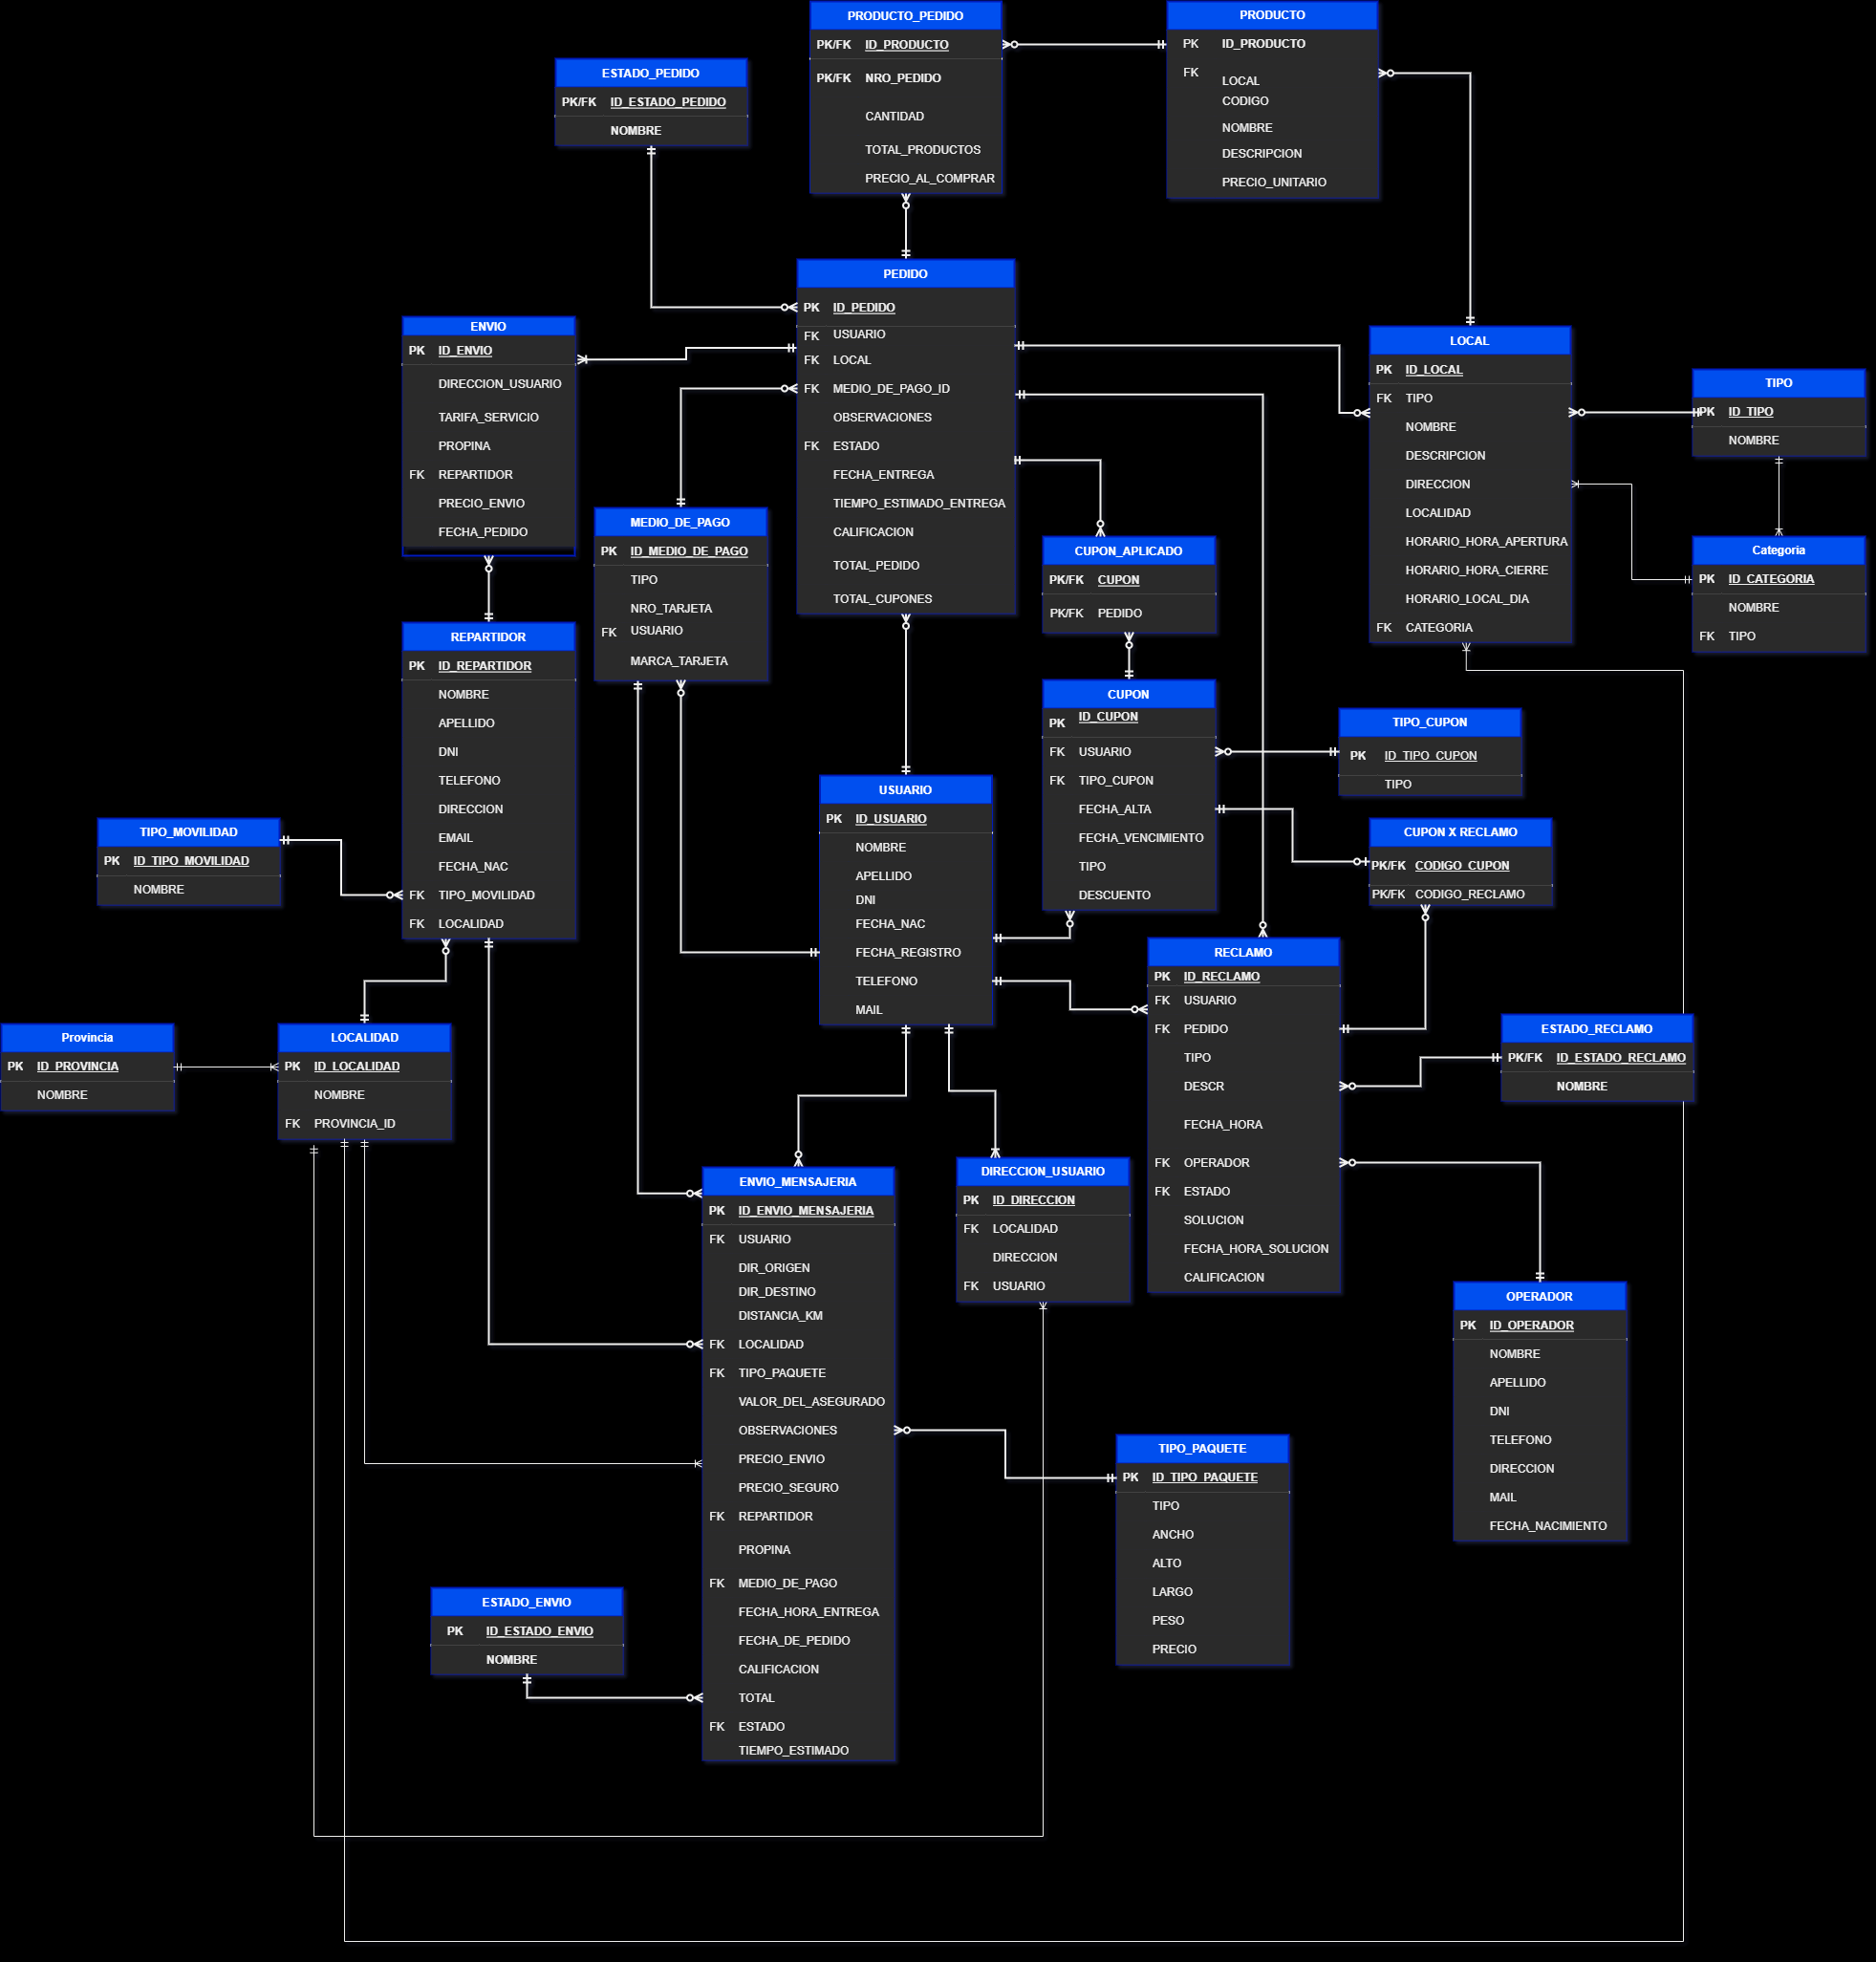 PRODUCTO_PEDIDO
PK/FK ID_PRODUCTO
PK/FK NRO_PEDIDO
CANTIDAD
TOTAL_PRODUCTOS
PRECIO_AL_COMPRAR
PRODUCTO
PK ID_PRODUCTO
FK
LOCAL
CODIGO
NOMBRE
DESCRIPCION
PRECIO_UNITARIO
ESTADO_PEDIDO
PK/FK ID_ESTADO_PEDIDO
NOMBRE
PEDIDO
PK ID_PEDIDO
FK USUARIO
FK LOCAL
FK MEDIO_DE_PAGO_ID
OBSERVACIONES
FK ESTADO
FECHA_ENTREGA
TIEMPO_ESTIMADO_ENTREGA
CALIFICACION
TOTAL_PEDIDO
TOTAL_CUPONES
ENVIO
PK ID_ENVIO
DIRECCION_USUARIO
TARIFA_SERVICIO
PROPINA
FK REPARTIDOR
PRECIO_ENVIO
FECHA_PEDIDO
LOCAL
PK ID_LOCAL
FK TIPO
NOMBRE
DESCRIPCION
DIRECCION
LOCALIDAD
HORARIO_HORA_APERTURA
HORARIO_HORA_CIERRE
HORARIO_LOCAL_DIA
FK CATEGORIA
TIPO
PK ID_TIPO
NOMBRE
Categoria
PK ID_CATEGORIA
NOMBRE
FK TIPO
MEDIO_DE_PAGO
PK ID_MEDIO_DE_PAGO
TIPO
NRO_TARJETA
FK USUARIO
MARCA_TARJETA
CUPON_APLICADO
PK/FK CUPON
PK/FK PEDIDO
REPARTIDOR
PK ID_REPARTIDOR
NOMBRE
APELLIDO
DNI
TELEFONO
DIRECCION
EMAIL
FECHA_NAC
FK TIPO_MOVILIDAD
FK LOCALIDAD
CUPON
PK ID_CUPON
FK USUARIO
FK TIPO_CUPON
FECHA_ALTA
FECHA_VENCIMIENTO
TIPO
DESCUENTO
TIPO_CUPON
PK ID_TIPO_CUPON
TIPO
USUARIO
PK ID_USUARIO
NOMBRE
APELLIDO
DNI
FECHA_NAC
FECHA_REGISTRO
TELEFONO
MAIL
TIPO_MOVILIDAD
PK ID_TIPO_MOVILIDAD
NOMBRE
CUPON X RECLAMO
PK/FK CODIGO_CUPON
PK/FK CODIGO_RECLAMO
RECLAMO
PK ID_RECLAMO
FK USUARIO
FK PEDIDO
TIPO
DESCR
FECHA_HORA
FK OPERADOR
FK ESTADO
SOLUCION
FECHA_HORA_SOLUCION
CALIFICACION
Provincia
PK ID_PROVINCIA
NOMBRE
LOCALIDAD
PK ID_LOCALIDAD
NOMBRE
FK PROVINCIA_ID
ESTADO_RECLAMO
PK/FK ID_ESTADO_RECLAMO
NOMBRE
ENVIO_MENSAJERIA
PK ID_ENVIO_MENSAJERIA
FK USUARIO
DIR_ORIGEN
DIR_DESTINO
DISTANCIA_KM
FK LOCALIDAD
FK TIPO_PAQUETE
VALOR_DEL_ASEGURADO
OBSERVACIONES
PRECIO_ENVIO
PRECIO_SEGURO
FK REPARTIDOR
PROPINA
FK MEDIO_DE_PAGO
FECHA_HORA_ENTREGA
FECHA_DE_PEDIDO
CALIFICACION
TOTAL
FK ESTADO
TIEMPO_ESTIMADO
DIRECCION_USUARIO
PK ID_DIRECCION
FK LOCALIDAD
DIRECCION
FK USUARIO
OPERADOR
PK ID_OPERADOR
NOMBRE
APELLIDO
DNI
TELEFONO
DIRECCION
MAIL
FECHA_NACIMIENTO
TIPO_PAQUETE
PK ID_TIPO_PAQUETE
TIPO
ANCHO
ALTO
LARGO
PESO
PRECIO
ESTADO_ENVIO
PK ID_ESTADO_ENVIO
NOMBRE